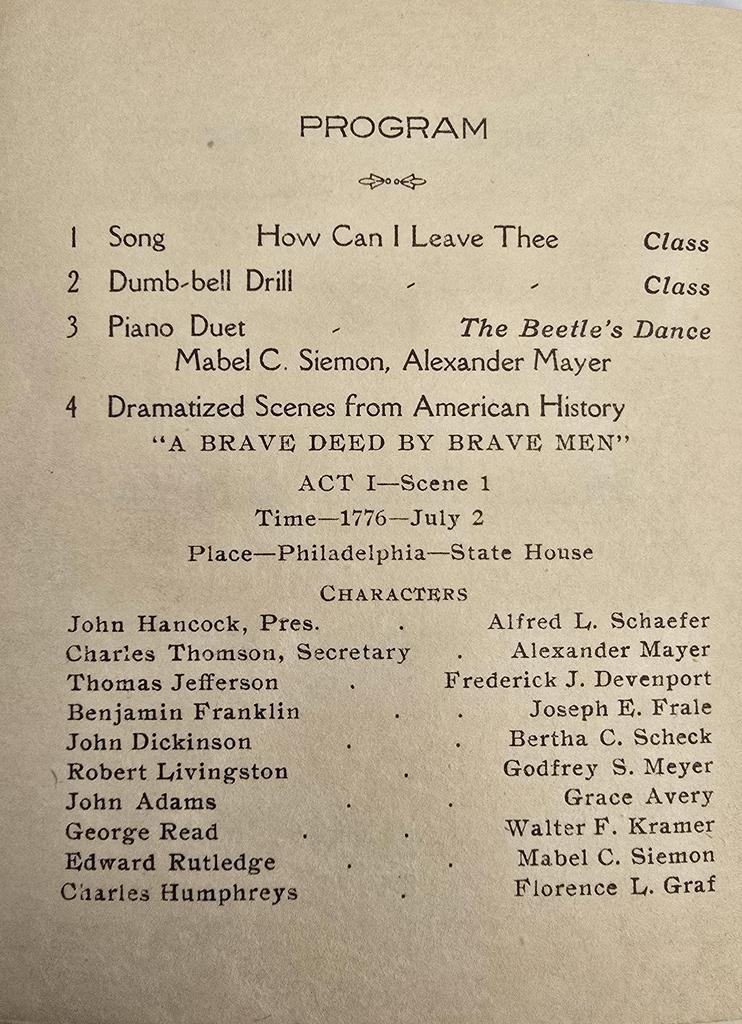 PROGRAM
1 Song How Can I Leave Thee Class
2 Dumb-bell Drill - - Class
3 Piano Duet - The Beetle's Dance
Mabel C. Siemon, Alexander Mayer
4 Dramatized Scenes from American History
"A BRAVE DEED BY BRAVE MEN"
ACT I—Scene 1
Time—1776—July 2
Place—Philadelphia—State House
CHARACTERS
John Hancock, Pres. . Alfred L. Schaefer
Charles Thomson, Secretary . Alexander Mayer
Thomas Jefferson . Frederick J. Devenport
Benjamin Franklin . . Joseph E. Frale
John Dickinson . . Bertha C. Scheck
Robert Livingston . Godfrey S. Meyer
John Adams . . Grace Avery
George Read . . Walter F. Kramer
Edward Rutledge . . Mabel C. Siemon
Charles Humphreys . Florence L. Graf